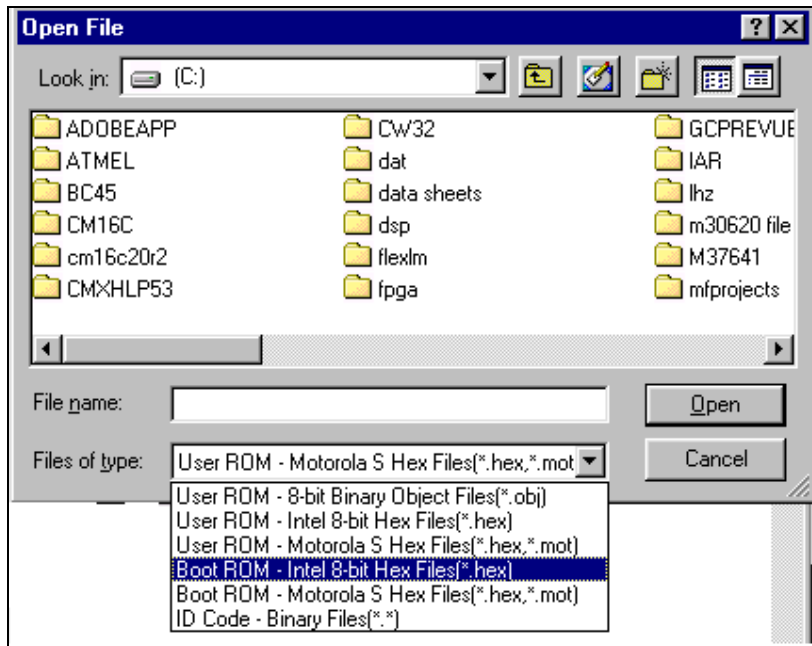 Open File
Look in: (C:)
ADOBEAPP CW32 GCPREVUE
ATMEL dat IAR
BC45 data sheets lhz
CM16C dsp m30620 file
cm16c20r2 flexlm M37641
CMXHLP53 fpga mfprojects
File name: Open
Files of type: User ROM - Motorola S Hex Files(*.hex,*.mot Cancel
User ROM - 8-bit Binary Object Files(*.obj)
User ROM - Intel 8-bit Hex Files(*.hex)
User ROM - Motorola S Hex Files(*.hex,*.mot)
Boot ROM - Intel 8-bit Hex Files(*.hex)
Boot ROM - Motorola S Hex Files(*.hex,*.mot)
ID Code - Binary Files(*.*)